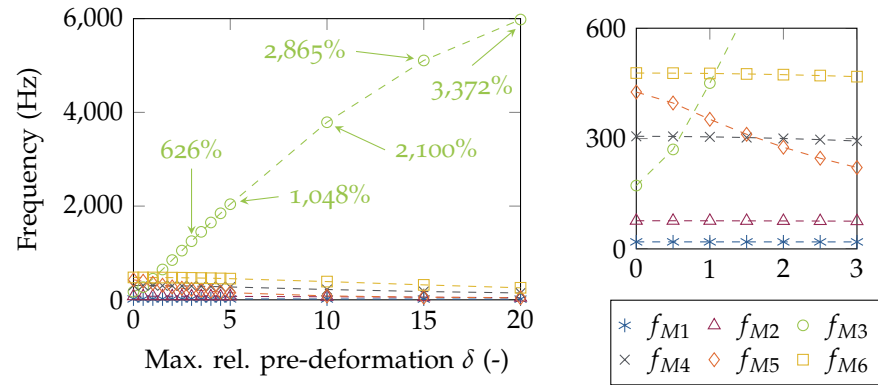 6,000
4,000
2,000
0
Frequency (Hz)
2,865%
3,372%
626%
2,100%
1,048%
0 5 10 15 20
Max. rel. pre-deformation δ (-)
600
300
0
0 1 2 3
f_M1 f_M2 f_M3
f_M4 f_M5 f_M6